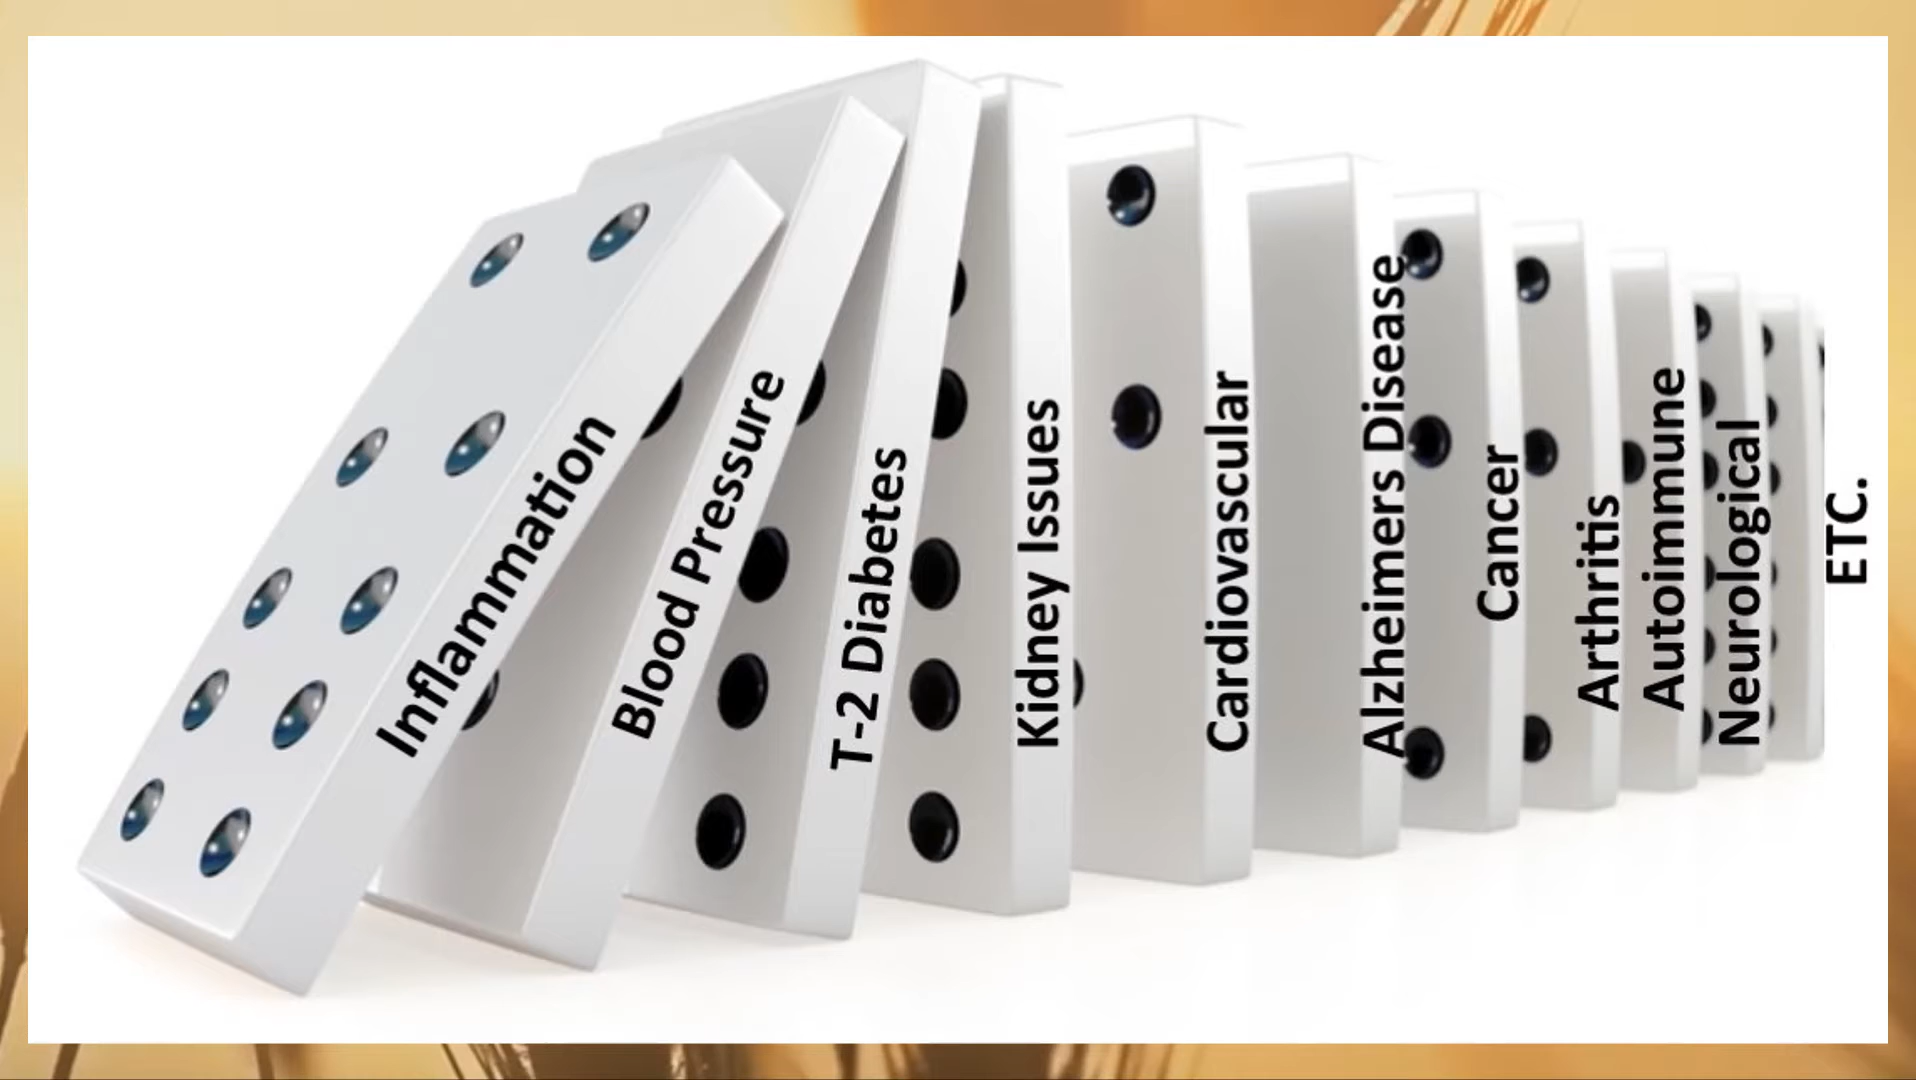 Inflammation
Blood Pressure
T-2 Diabetes
Kidney Issues
Cardiovascular
Alzheimers Disease
Cancer
Arthritis
Autoimmune
Neurological
ETC.